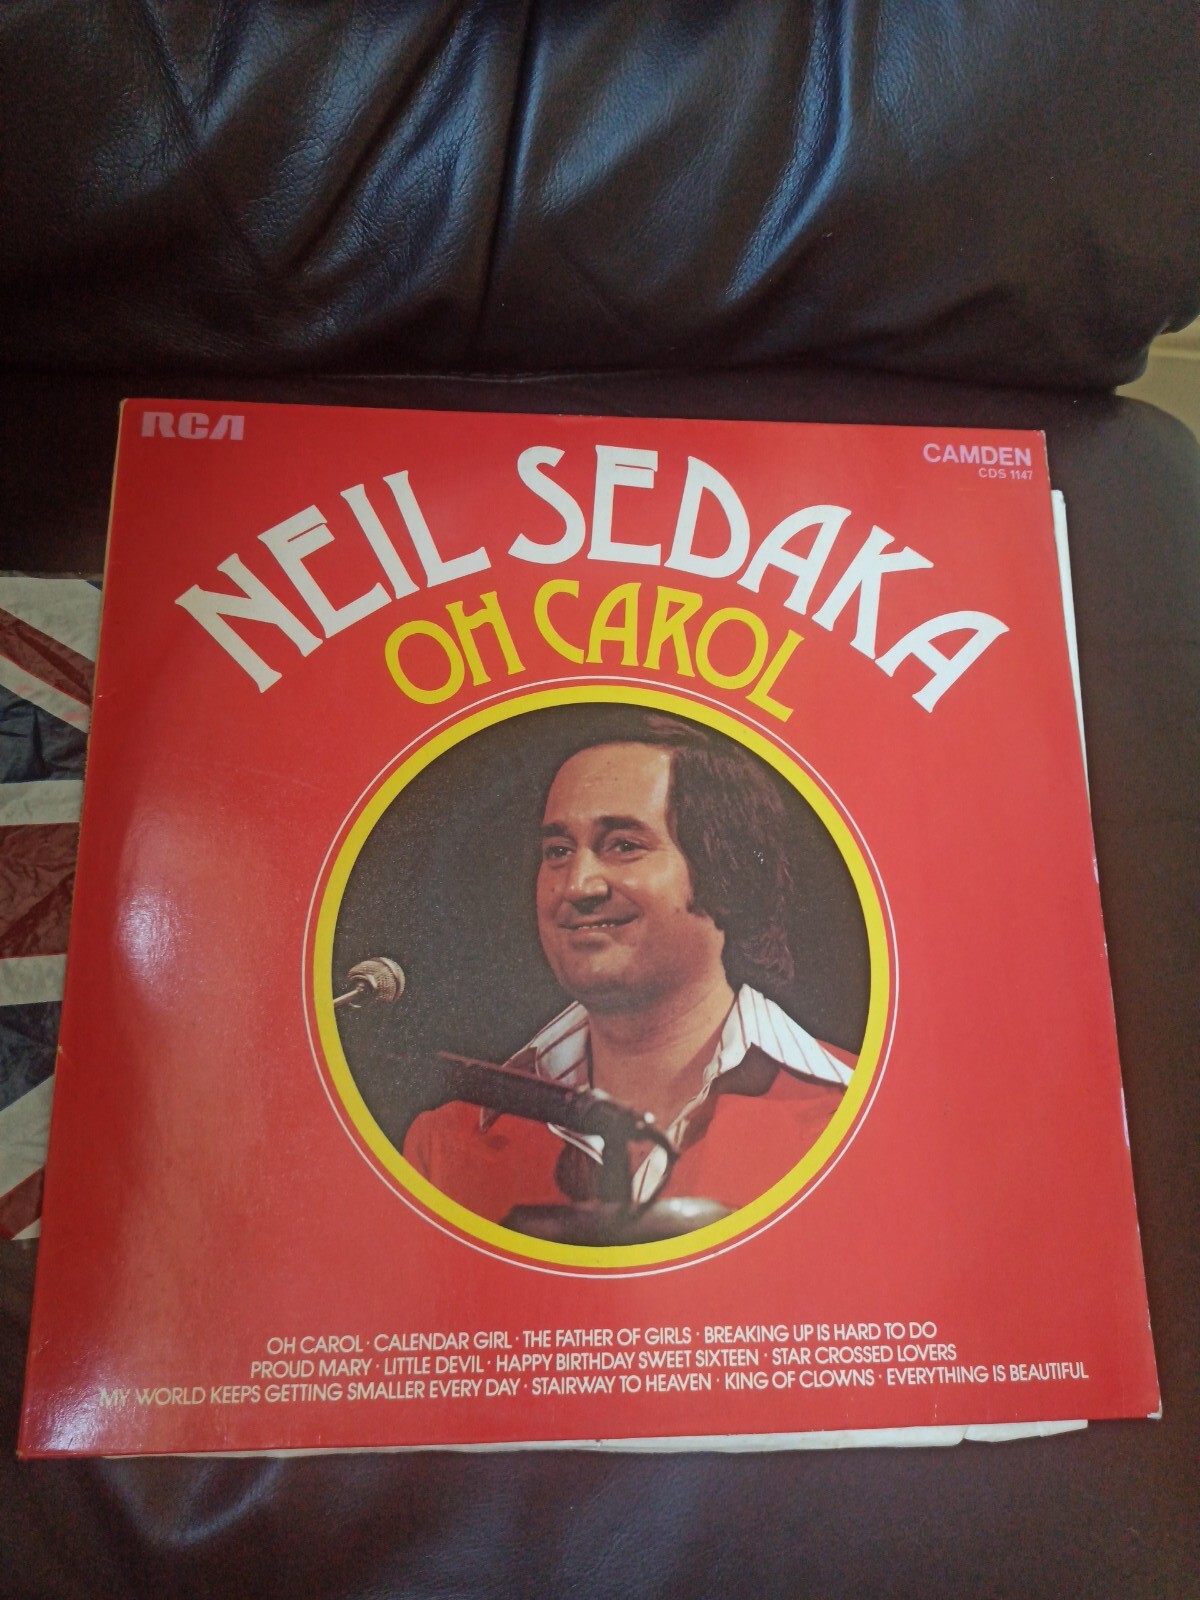 RCA
CAMDEN
CDS 1147
NEIL SEDAKA
OH CAROL
OH CAROL · CALENDAR GIRL · THE FATHER OF GIRLS · BREAKING UP IS HARD TO DO
PROUD MARY · LITTLE DEVIL · HAPPY BIRTHDAY SWEET SIXTEEN · STAR CROSSED LOVERS
MY WORLD KEEPS GETTING SMALLER EVERY DAY · STAIRWAY TO HEAVEN · KING OF CLOWNS · EVERYTHING IS BEAUTIFUL